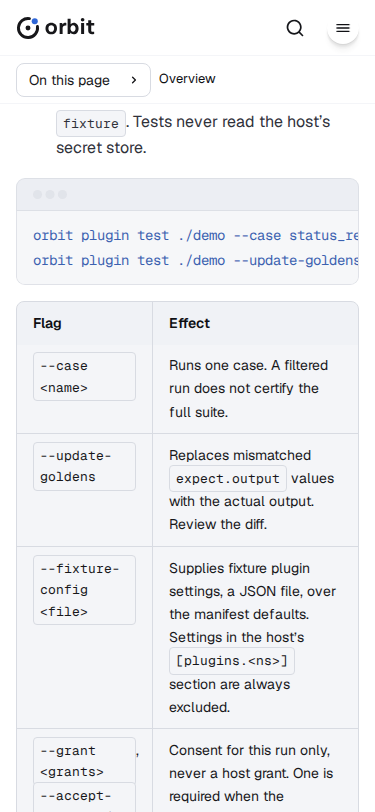 orbit
On this page
Overview
fixture . Tests never read the host's
secret store.
orbit plugin test ./demo --case status_re
orbit plugin test ./demo --update-goldens
Flag Effect
--case <name>
Runs one case. A filtered
run does not certify the
full suite.
--update-
goldens
Replaces mismatched
expect.output values
with the actual output.
Review the diff.
--fixture-
config
<file>
Supplies fixture plugin
settings, a JSON file, over
the manifest defaults.
Settings in the host's
[plugins.<ns>]
section are always
excluded.
--grant
<grants> ,
--accept-
Consent for this run only,
never a host grant. One is
required when the